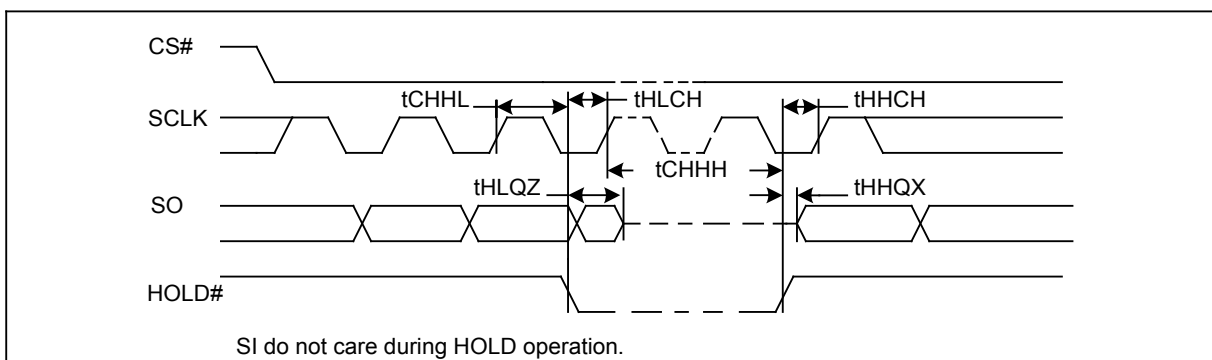 CS#
tCHHL
tHLCH
tHHCH
SCLK
tCHHH
tHLQZ
tHHQX
SO
HOLD#
SI do not care during HOLD operation.